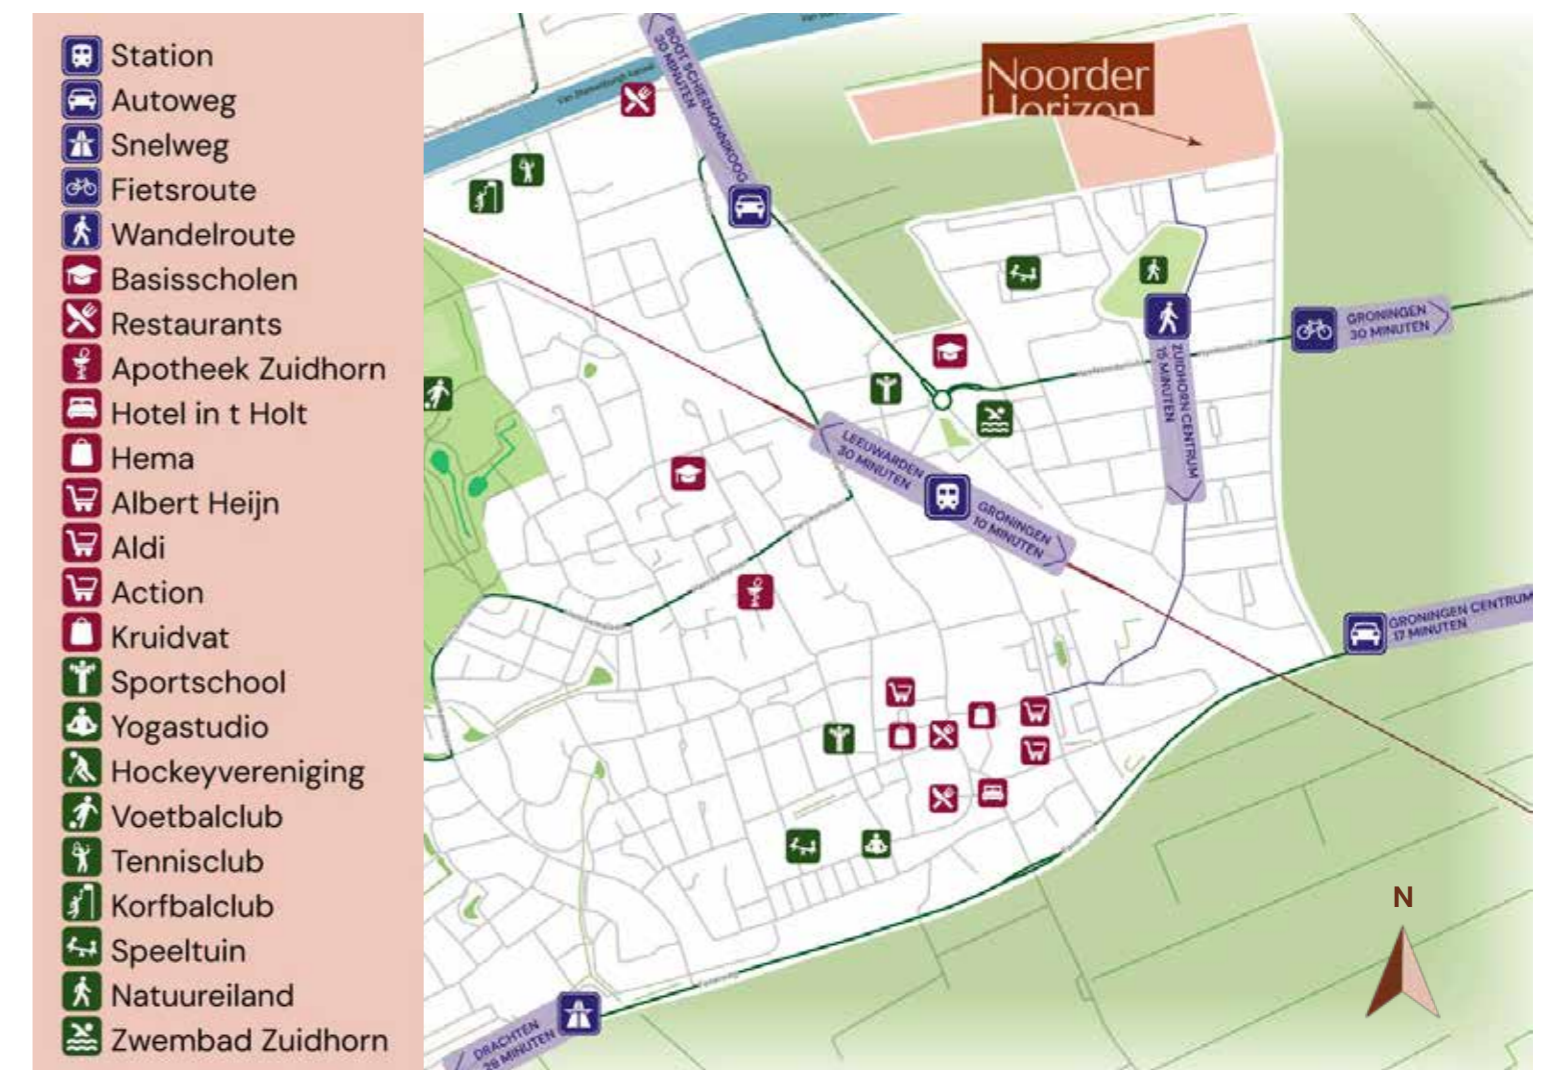 Station
Autoweg
Snelweg
Fietsroute
Wandelroute
Basisscholen
Restaurants
Apotheek Zuidhorn
Hotel in t Holt
Hema
Albert Heijn
Aldi
Action
Kruidvat
Sportschool
Yogastudio
Hockeyvereniging
Voetbalclub
Tennisclub
Korfbalclub
Speeltuin
Natuureiland
Zwembad Zuidhorn
BOOT SCHIERMONNIKOOG
30 MINUTEN
Noorder
Horizon
GRONINGEN
30 MINUTEN
ZUIDHORN CENTRUM
15 MINUTEN
LEEUWARDEN
30 MINUTEN
GRONINGEN
10 MINUTEN
GRONINGEN CENTRUM
17 MINUTEN
DRACHTEN
28 MINUTEN
N